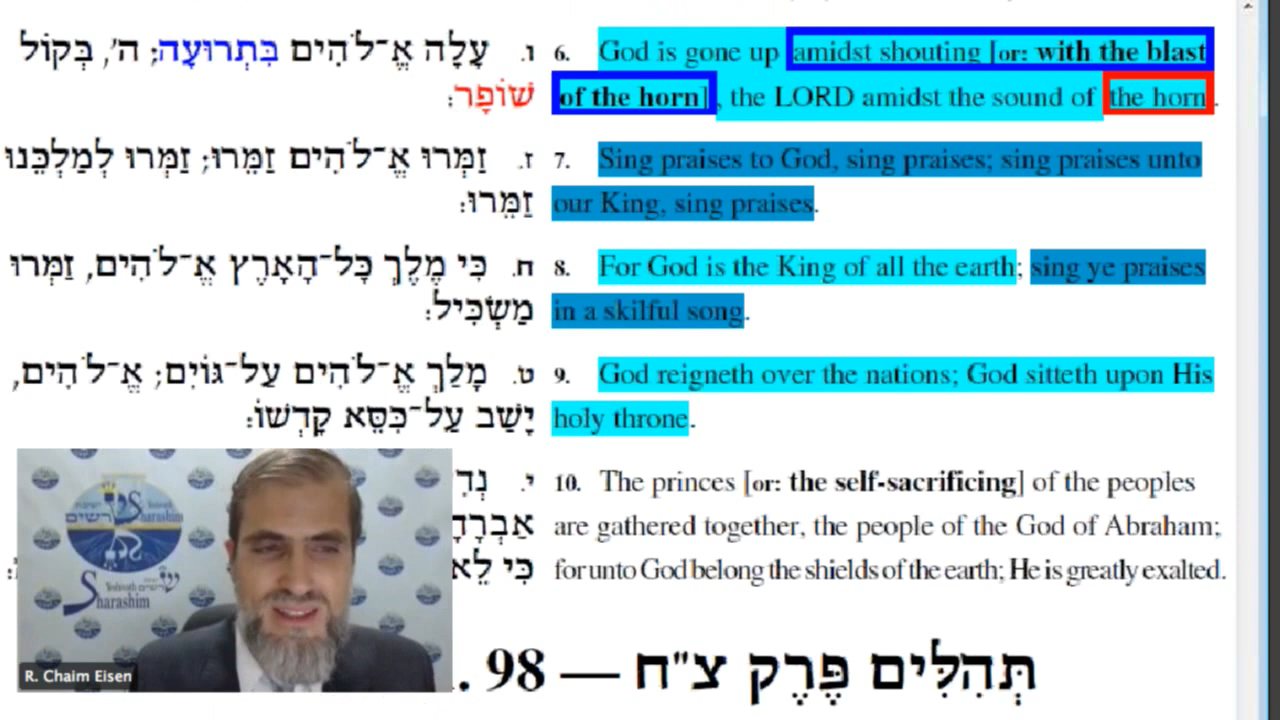 ו. עָלָה אֱ־לֹהִים בִּתְרוּעָה; ה', בְּקוֹל
שׁוֹפָר:
6. God is gone up amidst shouting [or: with the blast
of the horn], the LORD amidst the sound of the horn.
ז. זַמְּרוּ אֱ־לֹהִים זַמֵּרוּ; זַמְּרוּ לְמַלְכֵּנוּ
זַמֵּרוּ:
7. Sing praises to God, sing praises; sing praises unto
our King, sing praises.
ח. כִּי מֶלֶךְ כָּל־הָאָרֶץ אֱ־לֹהִים, זַמְּרוּ
מַשְׂכִּיל:
8. For God is the King of all the earth; sing ye praises
in a skilful song.
ט. מָלַךְ אֱ־לֹהִים עַל־גּוֹיִם; אֱ־לֹהִים,
יָשַׁב עַל־כִּסֵּא קָדְשׁוֹ:
9. God reigneth over the nations; God sitteth upon His
holy throne.
י.
כִּי
10. The princes [or: the self-sacrificing] of the peoples
are gathered together, the people of the God of Abraham;
for unto God belong the shields of the earth; He is greatly exalted.
. 98 — תְּהִלִּים פֶּרֶק צ"ח
ישיבת
שרשים
Yeshivath
Sharashim
R. Chaim Eisen